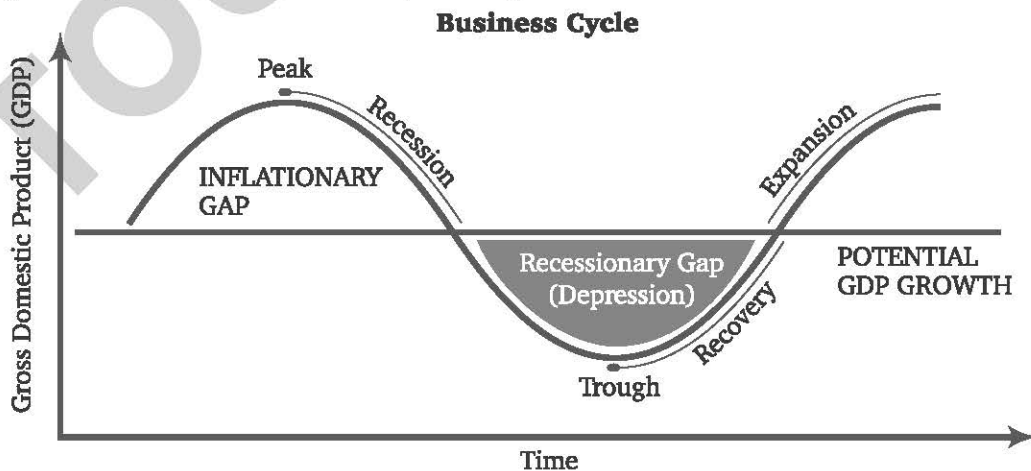 Business Cycle
Gross Domestic Product (GDP)
Peak
Recession
Expansion
INFLATIONARY
GAP
Recessionary Gap
(Depression)
POTENTIAL
GDP GROWTH
Recovery
Trough
Time